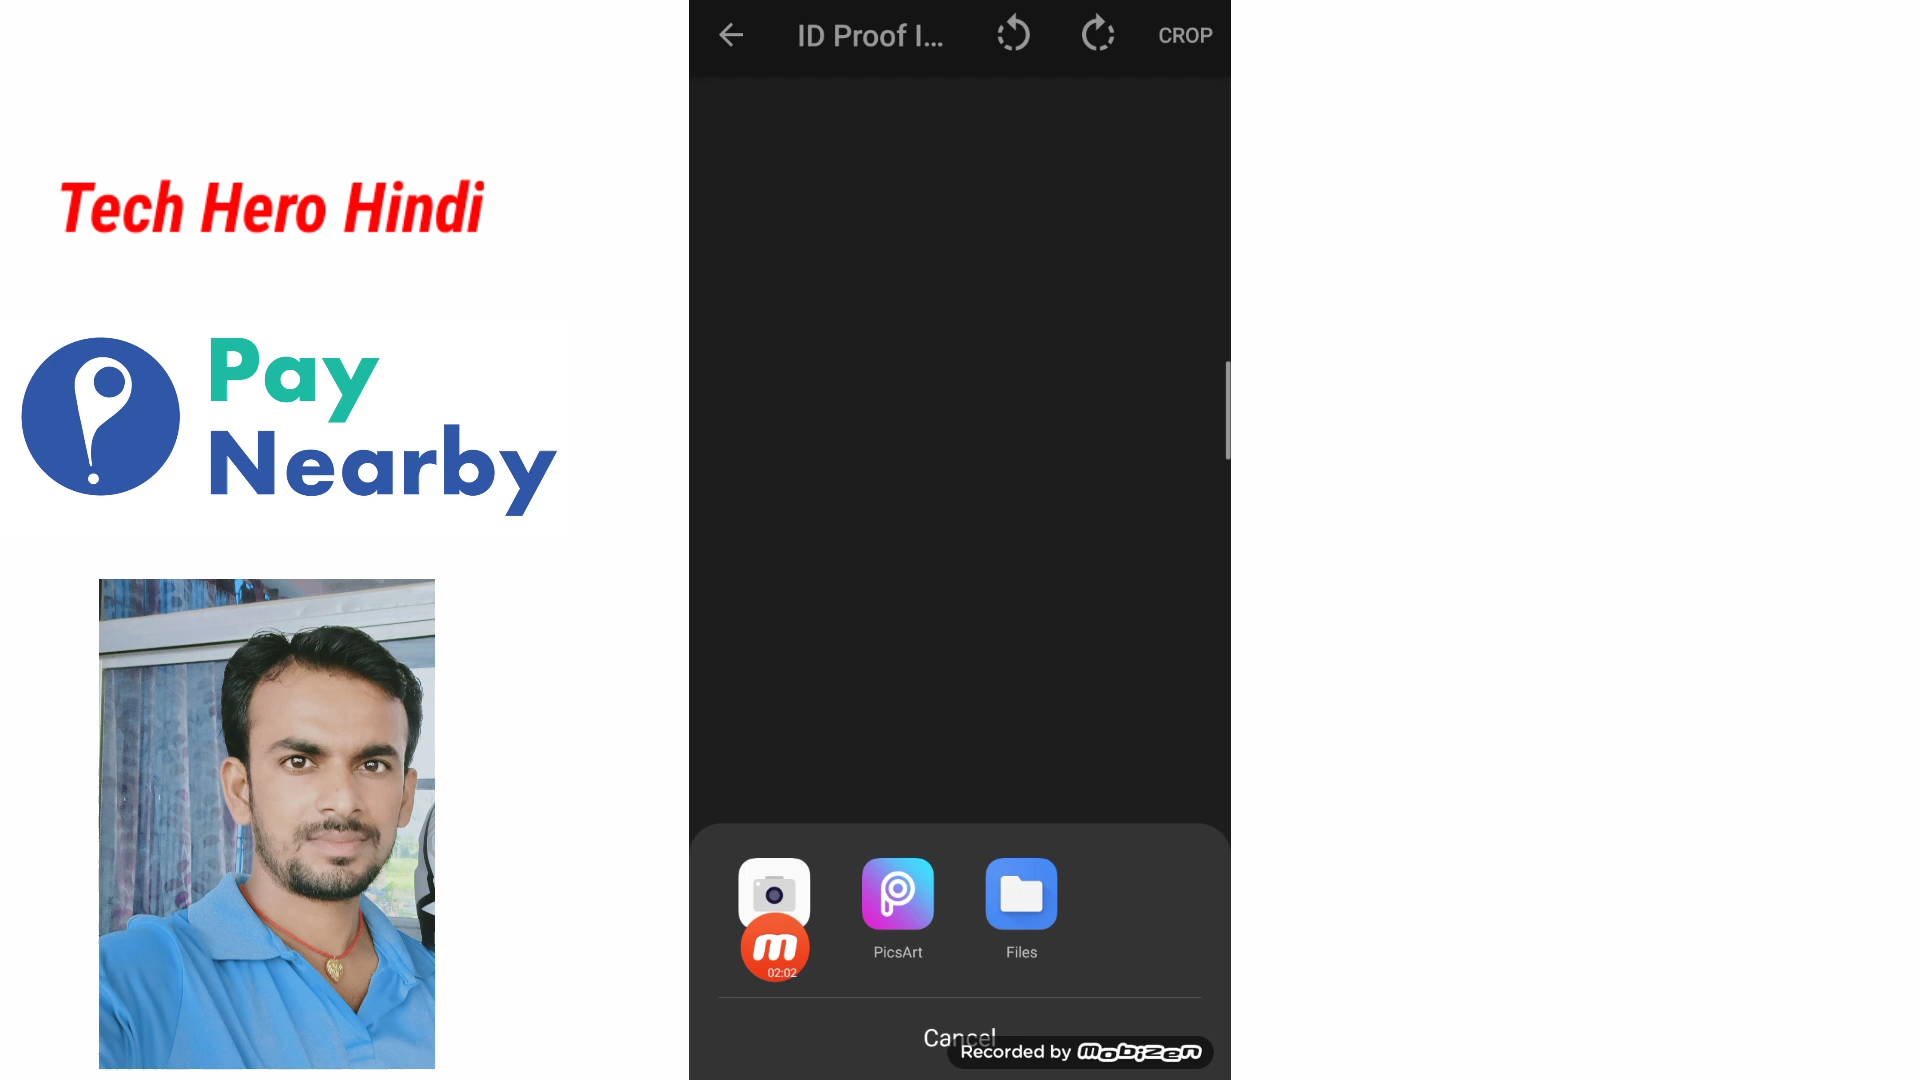 ID Proof I...
CROP
Tech Hero Hindi
Pay
Nearby
m
02:02
PicsArt
Files
Cancel
Recorded by mobizen